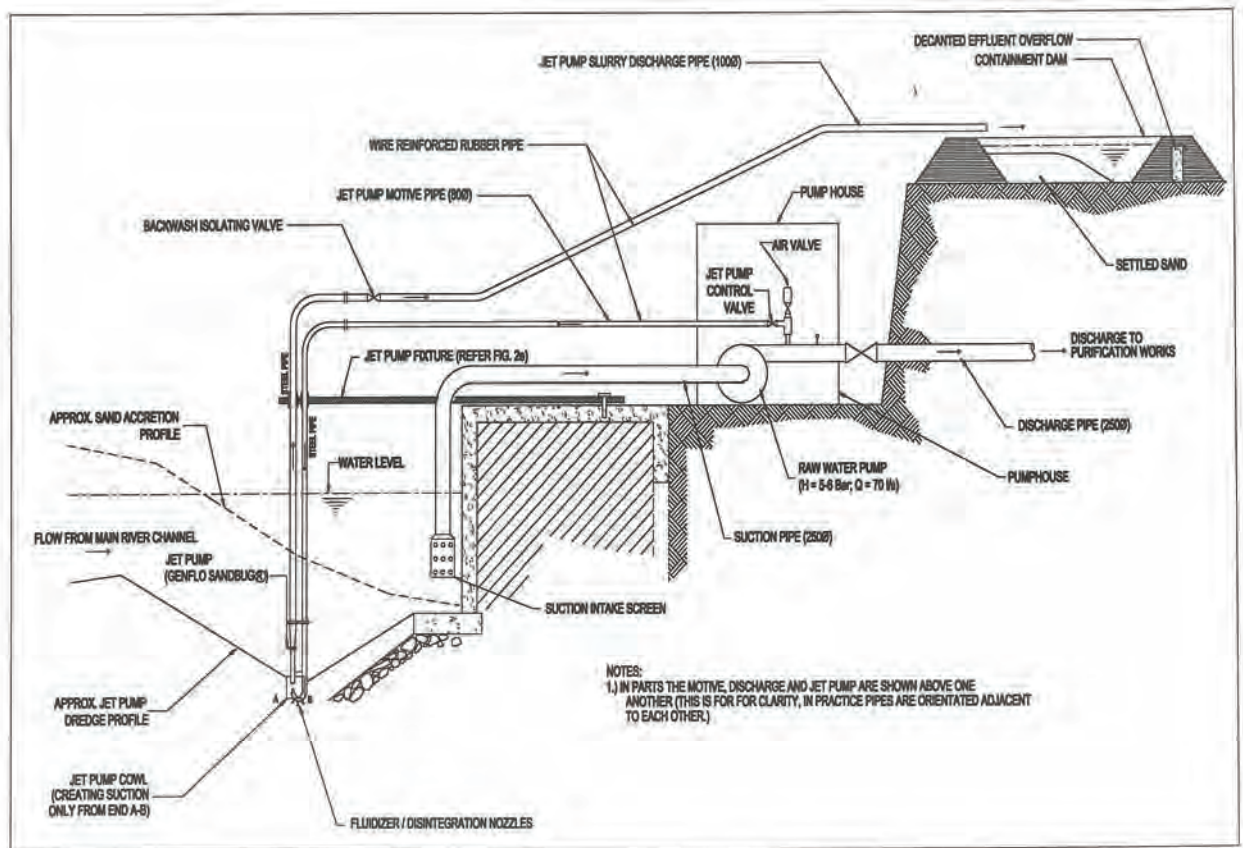 DECANTED EFFLUENT OVERFLOW
CONTAINMENT DAM
JET PUMP SLURRY DISCHARGE PIPE (100Ø)
WIRE REINFORCED RUBBER PIPE
JET PUMP MOTIVE PIPE (80Ø)
PUMP HOUSE
BACKWASH ISOLATING VALVE
AIR VALVE
JET PUMP
CONTROL
VALVE
SETTLED SAND
DISCHARGE TO
PURIFICATION WORKS
STEEL PIPE
JET PUMP FIXTURE (REFER FIG. 2a)
APPROX. SAND ACCRETION
PROFILE
STEEL PIPE
DISCHARGE PIPE (250Ø)
WATER LEVEL
RAW WATER PUMP
(H = 5-6 Bar; Q = 70 l/s)
PUMPHOUSE
SUCTION PIPE (250Ø)
FLOW FROM MAIN RIVER CHANNEL
JET PUMP
(GENFLO SANDBUG®)
SUCTION INTAKE SCREEN
NOTES:
1.) IN PARTS THE MOTIVE, DISCHARGE AND JET PUMP ARE SHOWN ABOVE ONE
ANOTHER (THIS IS FOR FOR CLARITY, IN PRACTICE PIPES ARE ORIENTATED ADJACENT
TO EACH OTHER.)
A B
APPROX. JET PUMP
DREDGE PROFILE
JET PUMP COWL
(CREATING SUCTION
ONLY FROM END A-B)
FLUIDIZER / DISINTEGRATION NOZZLES